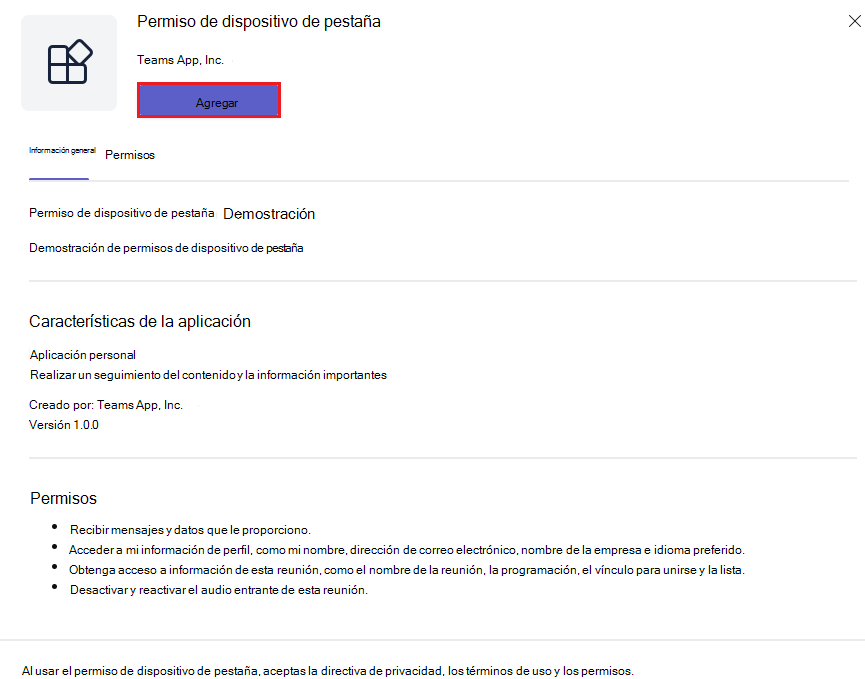 Permiso de dispositivo de pestaña
Teams App, Inc.
Agregar
Información general Permisos
Permiso de dispositivo de pestaña Demostración
Demostración de permisos de dispositivo de pestaña
Características de la aplicación
Aplicación personal
Realizar un seguimiento del contenido y la información importantes
Creado por: Teams App, Inc.
Versión 1.0.0
Permisos
• Recibir mensajes y datos que le proporciono.
• Acceder a mi información de perfil, como mi nombre, dirección de correo electrónico, nombre de la empresa e idioma preferido.
• Obtenga acceso a información de esta reunión, como el nombre de la reunión, la programación, el vínculo para unirse y la lista.
• Desactivar y reactivar el audio entrante de esta reunión.
Al usar el permiso de dispositivo de pestaña, aceptas la directiva de privacidad, los términos de uso y los permisos.